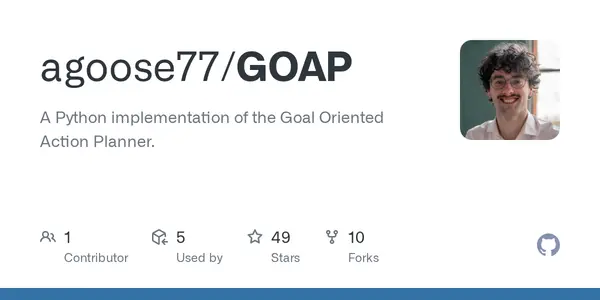 agoose77/GOAP
A Python implementation of the Goal Oriented
Action Planner.
1
Contributor
5
Used by
49
Stars
10
Forks